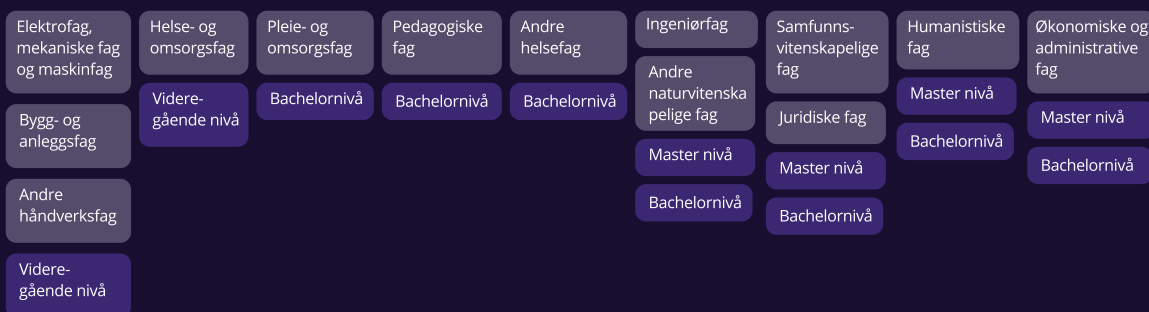 Elektrofag,
mekaniske fag
og maskinfag
Bygg- og
anleggsfag
Andre
håndverksfag
Videre-
gående nivå
Helse- og
omsorgsfag
Videre-
gående nivå
Pleie- og
omsorgsfag
Bachelornivå
Pedagogiske
fag
Bachelornivå
Andre
helsefag
Bachelornivå
Ingeniørfag
Andre
naturvitenska
pelige fag
Master nivå
Bachelornivå
Samfunns-
vitenskapelige
fag
Juridiske fag
Master nivå
Bachelornivå
Humanistiske
fag
Master nivå
Bachelornivå
Økonomiske og
administrative
fag
Master nivå
Bachelornivå